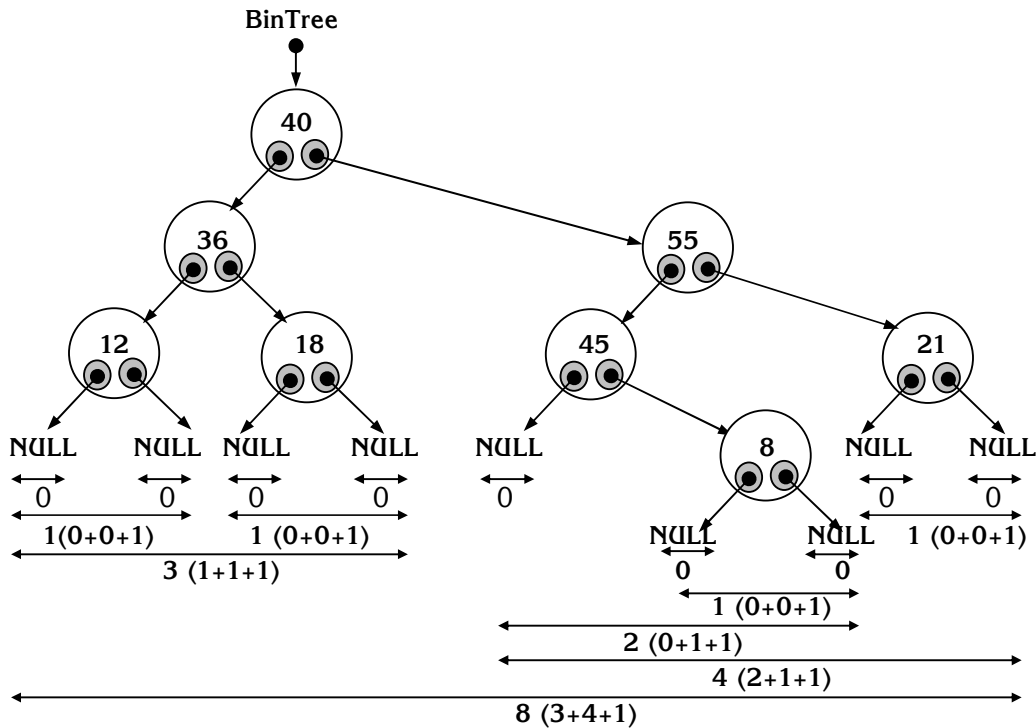 BinTree
40
36 55
12 18 45 21
NULL NULL NULL NULL NULL 8 NULL NULL
0 0 0 0 0 0 0
1(0+0+1) 1 (0+0+1) NULL NULL 1 (0+0+1)
3 (1+1+1) 0 0
1 (0+0+1)
2 (0+1+1)
4 (2+1+1)
8 (3+4+1)